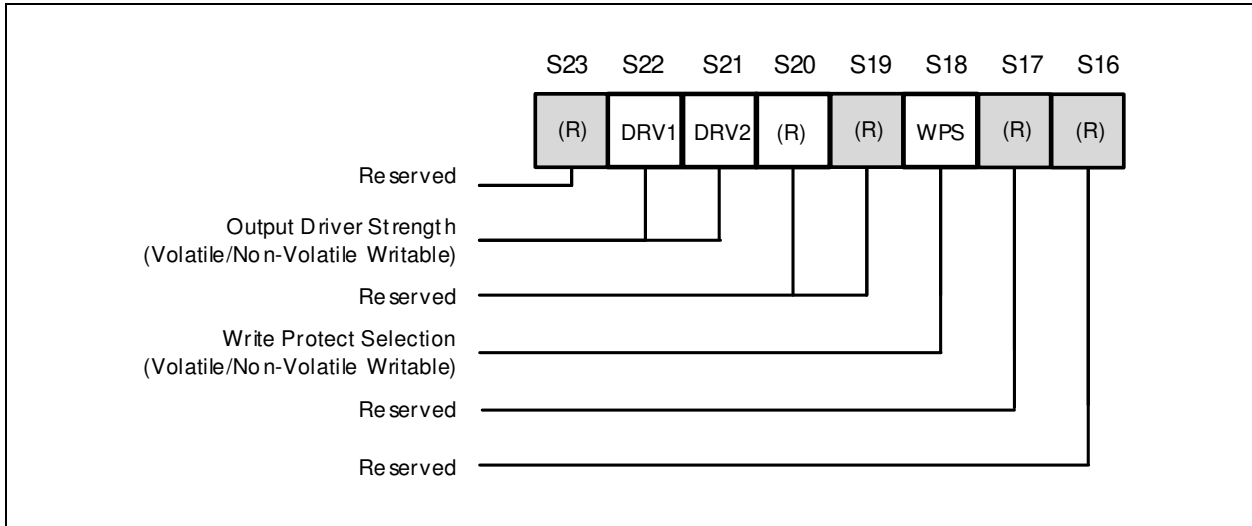 S23 S22 S21 S20 S19 S18 S17 S16
(R) DRV1 DRV2 (R) (R) WPS (R) (R)
Reserved
Output Driver Strength
(Volatile/Non-Volatile Writable)
Reserved
Write Protect Selection
(Volatile/Non-Volatile Writable)
Reserved
Reserved